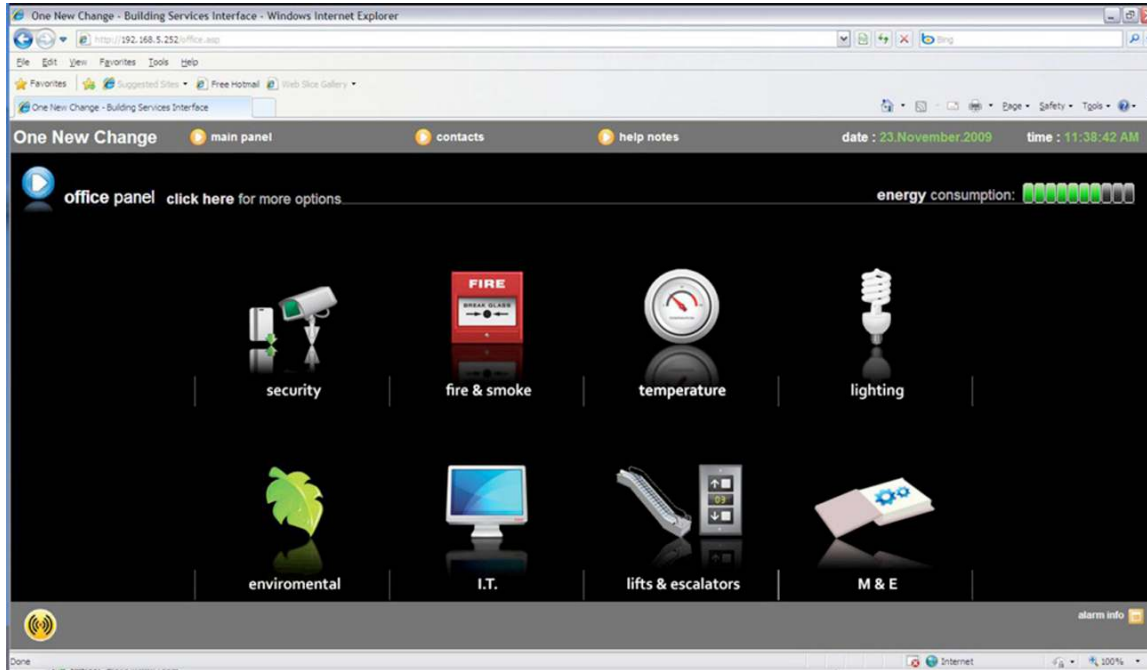 One New Change - Building Services Interface - Windows Internet Explorer
http://192.168.5.252/office.asp
Bing
File Edit View Favorites Tools Help
Favorites Suggested Sites Free Hotmail Web Slice Gallery
One New Change - Building Services Interface
Page Safety Tools
One New Change main panel contacts help notes date : 23.November.2009 time : 11:38:42 AM
office panel click here for more options energy consumption:
FIRE
BREAK GLASS
security fire & smoke temperature lighting
03
enviromental I.T. lifts & escalators M & E
alarm info
Done Internet 100%